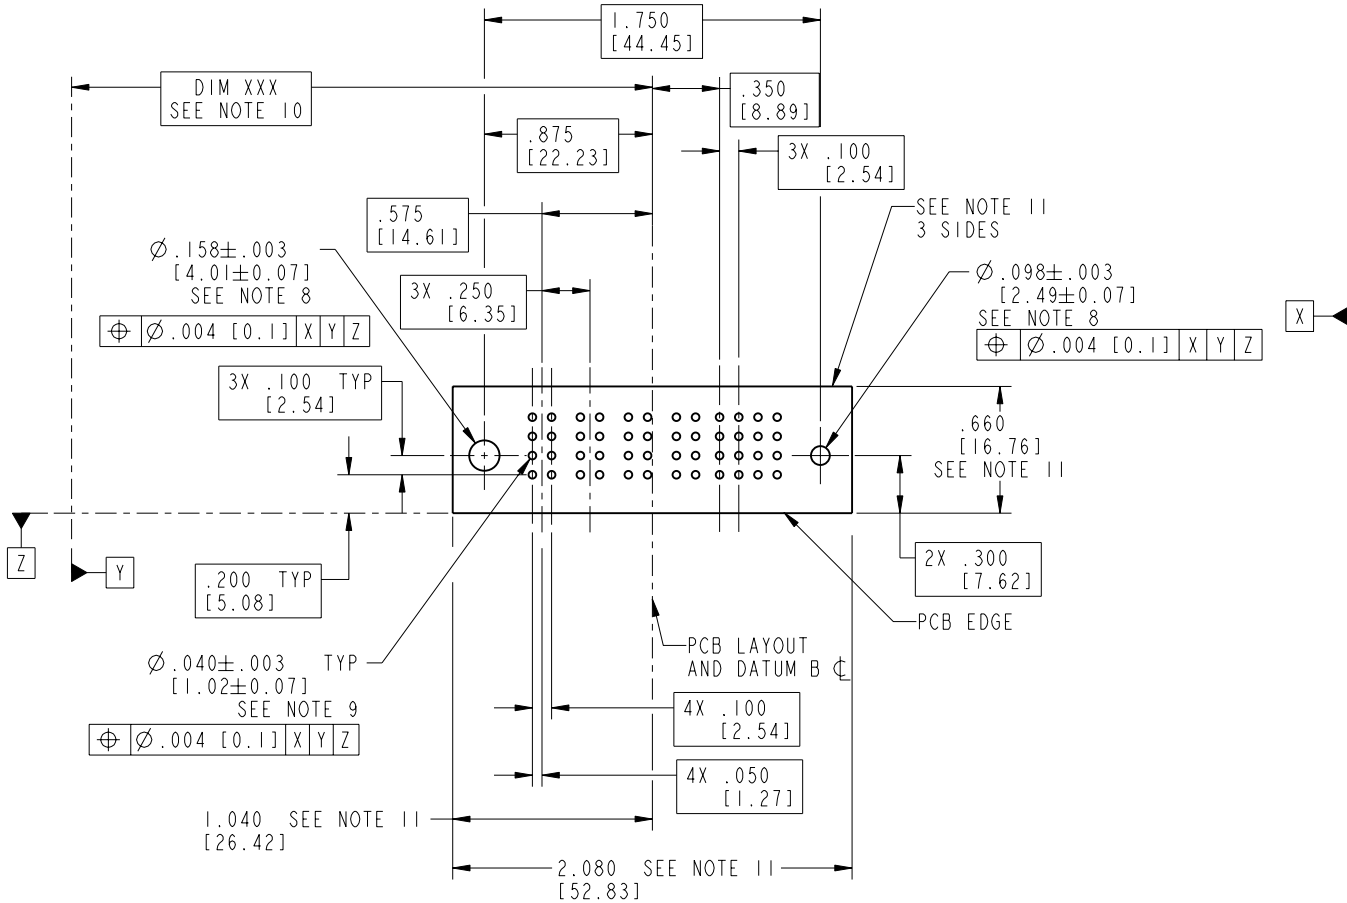 1.750
[44.45]
DIM XXX
SEE NOTE 10
.350
[8.89]
.875
[22.23]
3X .100
[2.54]
.575
[14.61]
SEE NOTE 11
3 SIDES
Ø.158±.003
[4.01±0.07]
SEE NOTE 8
⌖ Ø.004 [0.1] X Y Z
3X .250
[6.35]
Ø.098±.003
[2.49±0.07]
SEE NOTE 8
⌖ Ø.004 [0.1] X Y Z
X
3X .100 TYP
[2.54]
.660
[16.76]
SEE NOTE 11
Z
Y
.200 TYP
[5.08]
2X .300
[7.62]
PCB EDGE
PCB LAYOUT
AND DATUM B ℄
Ø.040±.003 TYP
[1.02±0.07]
SEE NOTE 9
⌖ Ø.004 [0.1] X Y Z
4X .100
[2.54]
4X .050
[1.27]
1.040 SEE NOTE 11
[26.42]
2.080 SEE NOTE 11
[52.83]